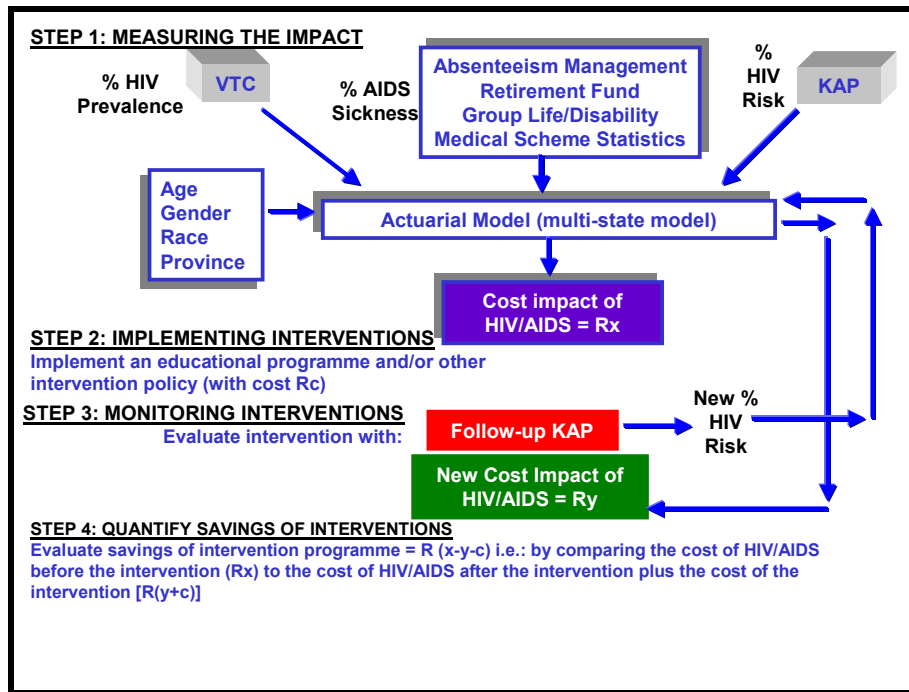 STEP 1: MEASURING THE IMPACT
% HIV
Prevalence
VTC
% AIDS
Sickness
Absenteeism Management
Retirement Fund
Group Life/Disability
Medical Scheme Statistics
%
HIV
Risk
KAP
Age
Gender
Race
Province
Actuarial Model (multi-state model)
Cost impact of
HIV/AIDS = Rx
STEP 2: IMPLEMENTING INTERVENTIONS
Implement an educational programme and/or other
intervention policy (with cost Rc)
STEP 3: MONITORING INTERVENTIONS
Evaluate intervention with:
Follow-up KAP
New %
HIV
Risk
New Cost Impact of
HIV/AIDS = Ry
STEP 4: QUANTIFY SAVINGS OF INTERVENTIONS
Evaluate savings of intervention programme = R (x-y-c) i.e.: by comparing the cost of HIV/AIDS
before the intervention (Rx) to the cost of HIV/AIDS after the intervention plus the cost of the
intervention [R(y+c)]